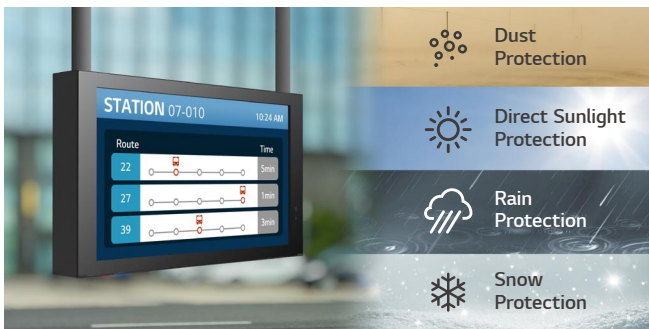 STATION 07-010
10:24 AM
Route
Time
22
5min
27
1min
39
3min
Dust
Protection
Direct Sunlight
Protection
Rain
Protection
Snow
Protection